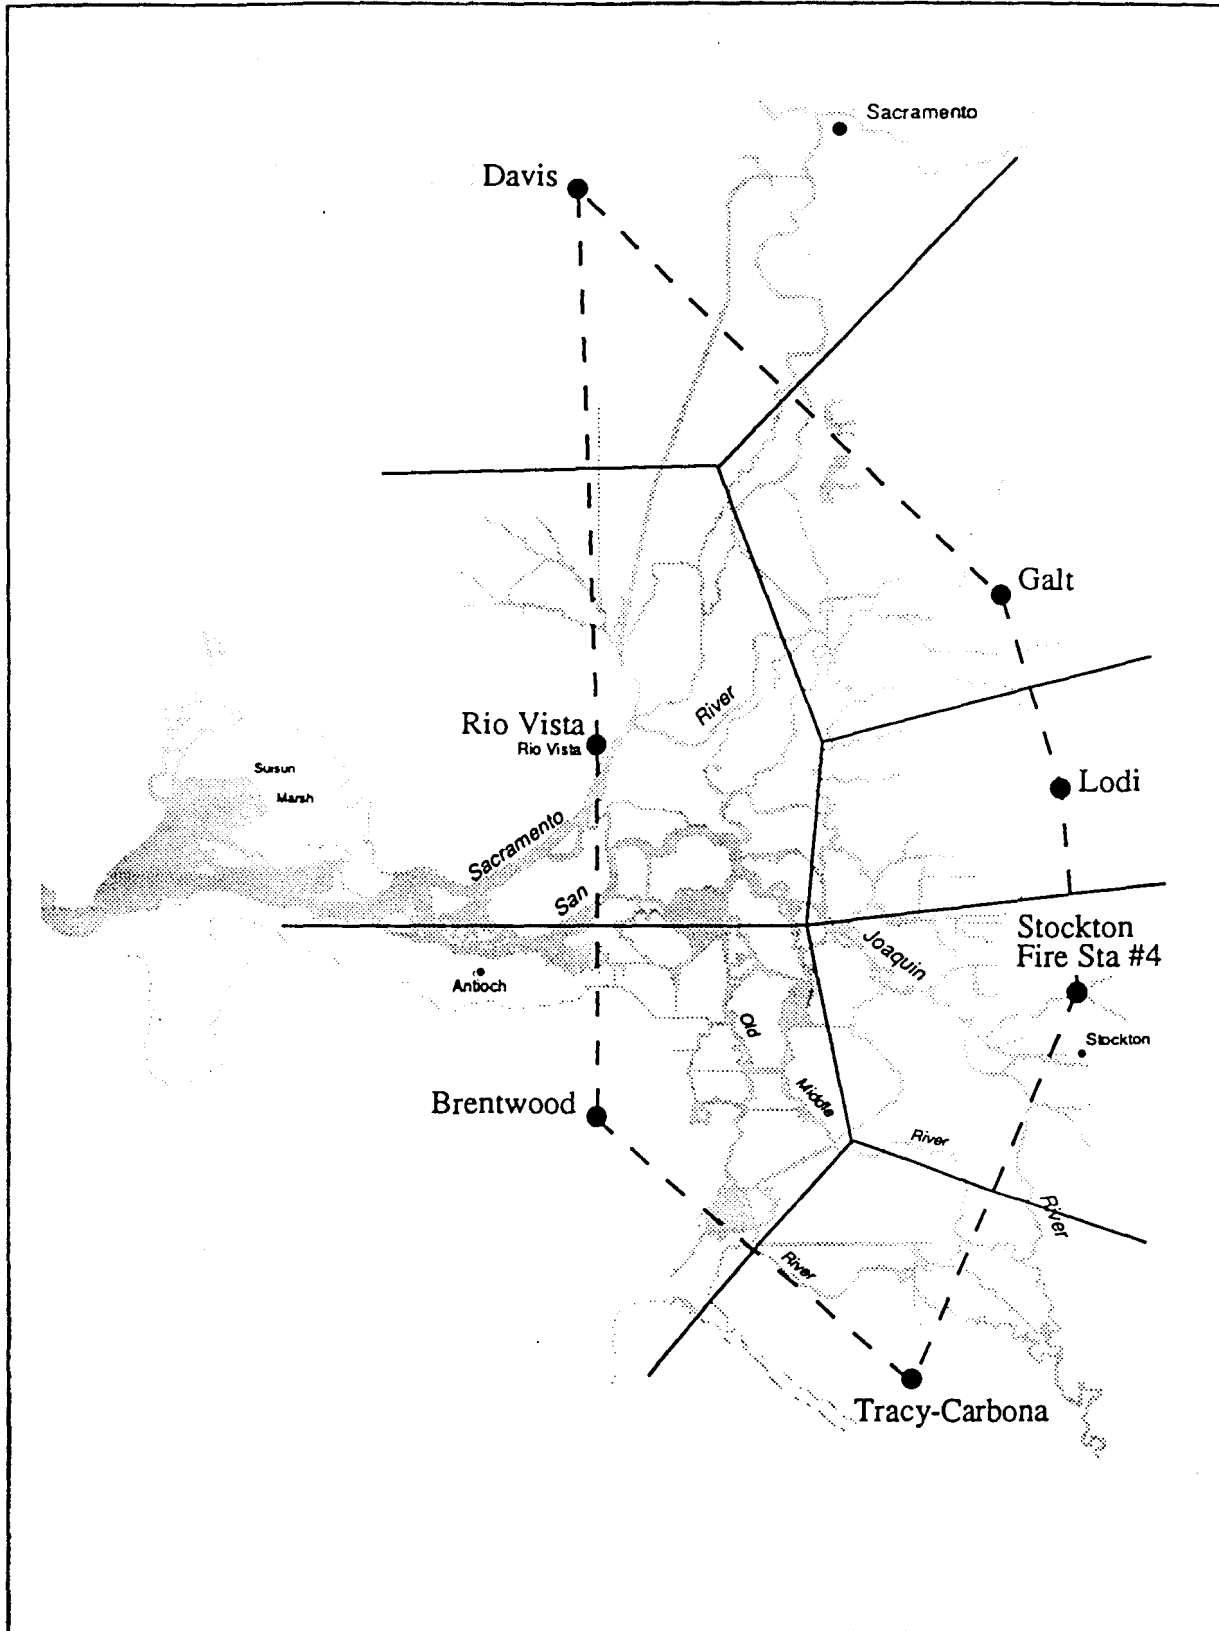 Sacramento
Davis
Galt
River
Rio Vista
Rio Vista
Suisun
Marsh
Lodi
Sacramento
San
Stockton
Fire Sta #4
Joaquin
Antioch
Old
Stockton
Middle
Brentwood
River
River
River
Tracy-Carbona